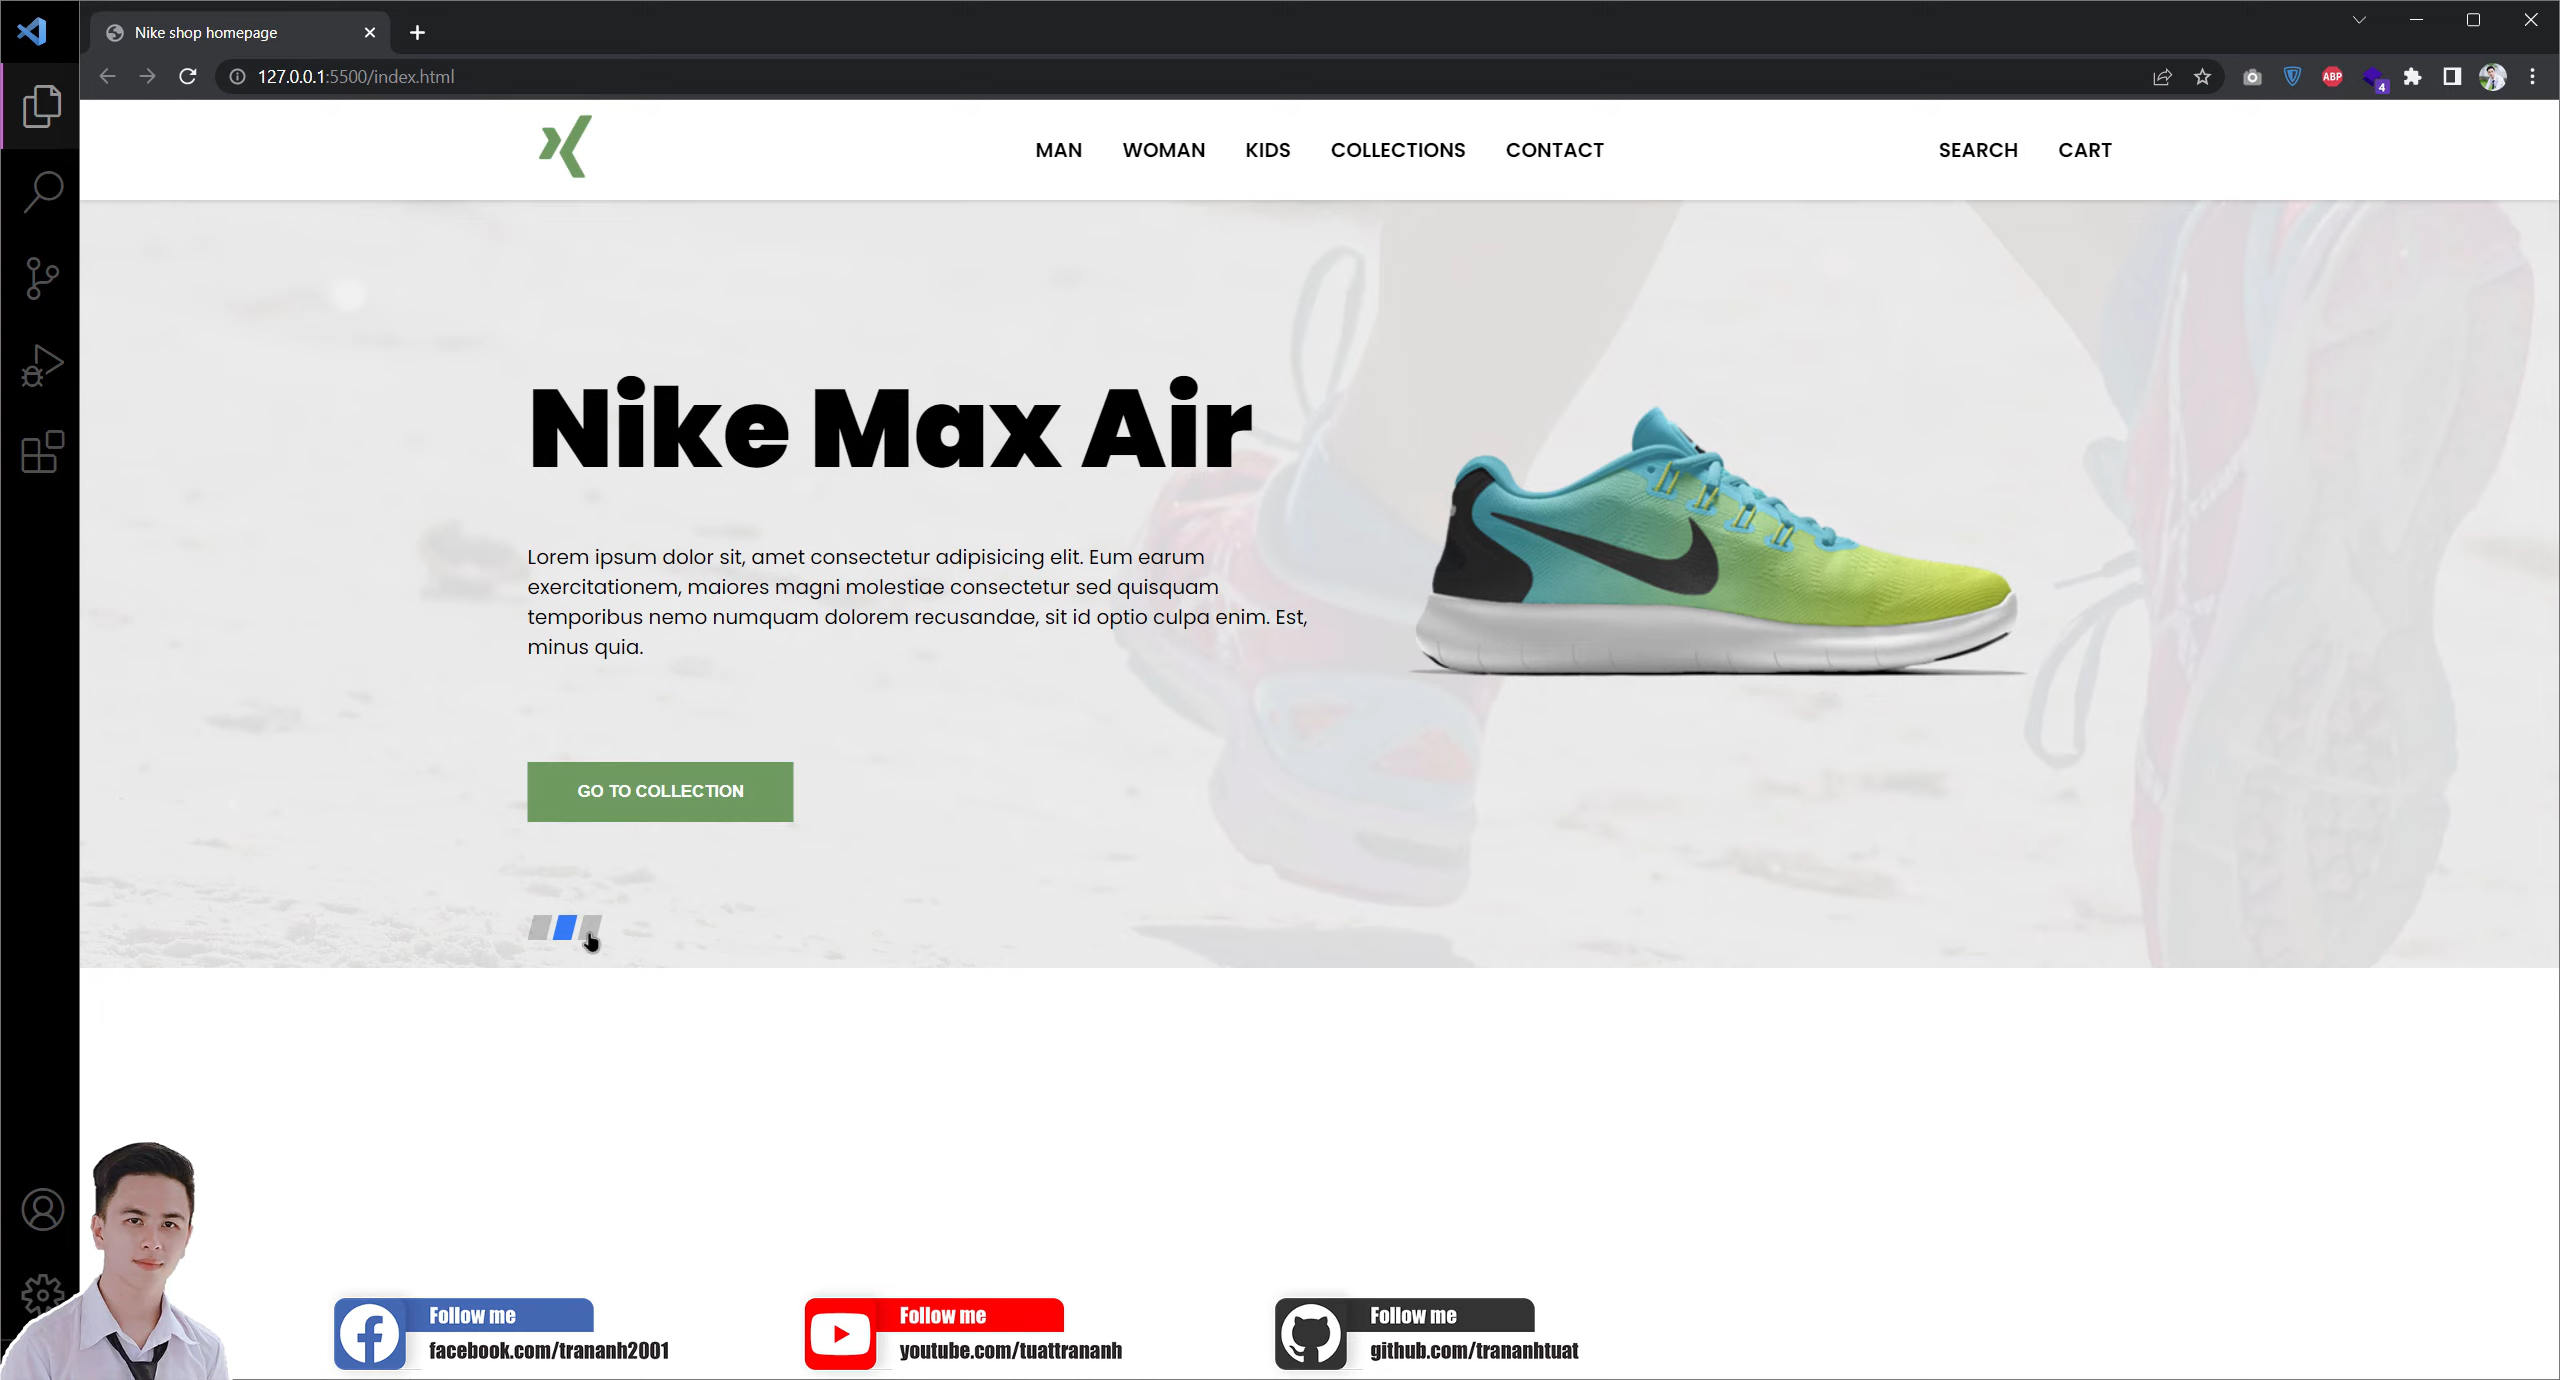 Nike shop homepage
127.0.0.1:5500/index.html
ABP
4
MAN WOMAN KIDS COLLECTIONS CONTACT SEARCH CART
Nike Max Air
Lorem ipsum dolor sit, amet consectetur adipisicing elit. Eum earum
exercitationem, maiores magni molestiae consectetur sed quisquam
temporibus nemo numquam dolorem recusandae, sit id optio culpa enim. Est,
minus quia.
GO TO COLLECTION
Follow me
facebook.com/trananh2001
Follow me
youtube.com/tuattrananh
Follow me
github.com/trananhtuat